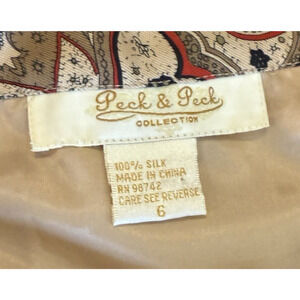 Peck & Peck
COLLECTION
100% SILK
MADE IN CHINA
RN 98742
CARE SEE REVERSE
6